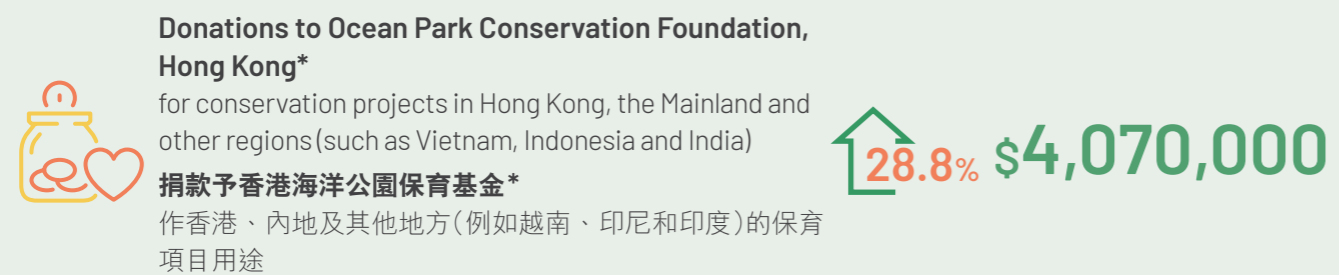 Donations to Ocean Park Conservation Foundation,
Hong Kong*
for conservation projects in Hong Kong, the Mainland and
other regions (such as Vietnam, Indonesia and India)
捐款予香港海洋公園保育基金*
作香港、內地及其他地方(例如越南、印尼和印度)的保育
項目用途
28.8% $4,070,000